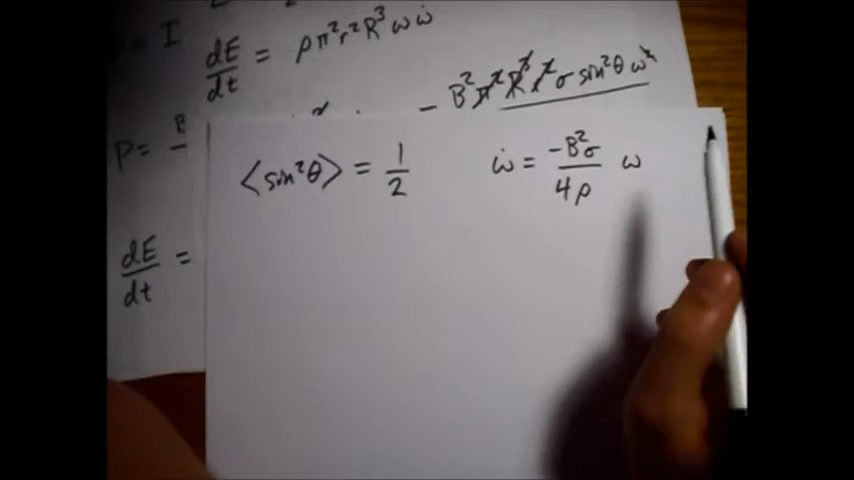 = I
dE/dt = ρπ²r²R³ωω̇
- B²π²R³r²σ sin²θ ω²
P =
⟨sin²θ⟩ = 1/2
ω̇ = -B²σ/4ρ ω
dE/dt =